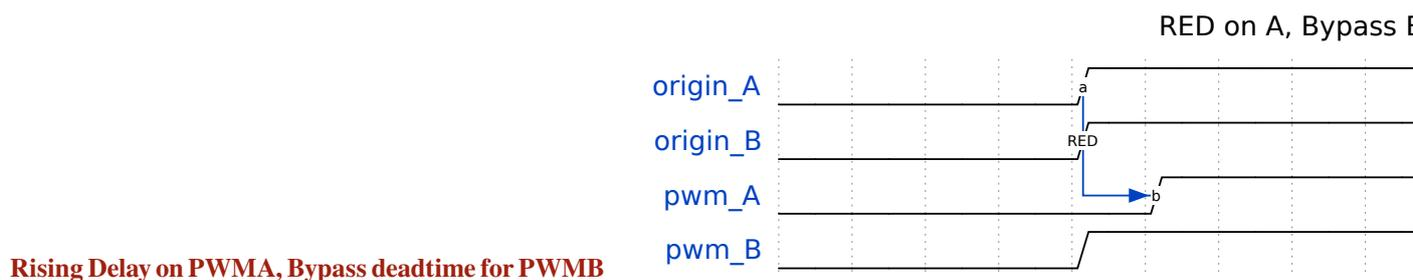 RED on A, Bypass
origin_A
a
origin_B
RED
pwm_A
b
pwm_B
Rising Delay on PWMA, Bypass deadtime for PWMB